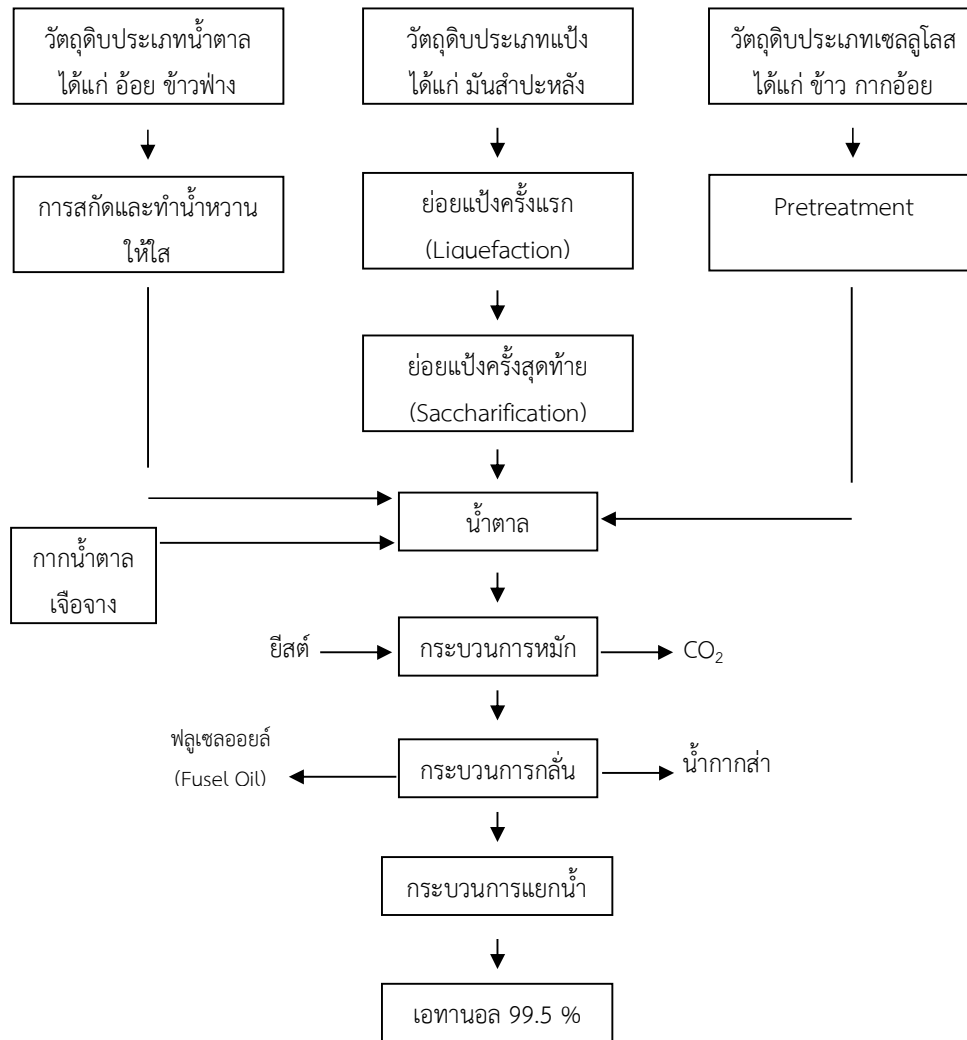 วัตถุดิบประเภทน้ำตาล
ได้แก่ อ้อย ข้าวฟ่าง
วัตถุดิบประเภทแป้ง
ได้แก่ มันสำปะหลัง
วัตถุดิบประเภทเซลลูโลส
ได้แก่ ข้าว กากอ้อย
การสกัดและทำน้ำหวาน
ให้ใส
ย่อยแป้งครั้งแรก
(Liquefaction)
Pretreatment
ย่อยแป้งครั้งสุดท้าย
(Saccharification)
น้ำตาล
กากน้ำตาล
เจือจาง
ยีสต์
กระบวนการหมัก
CO₂
ฟลูเซลออยล์
(Fusel Oil)
กระบวนการกลั่น
น้ำกากส่า
กระบวนการแยกน้ำ
เอทานอล 99.5 %